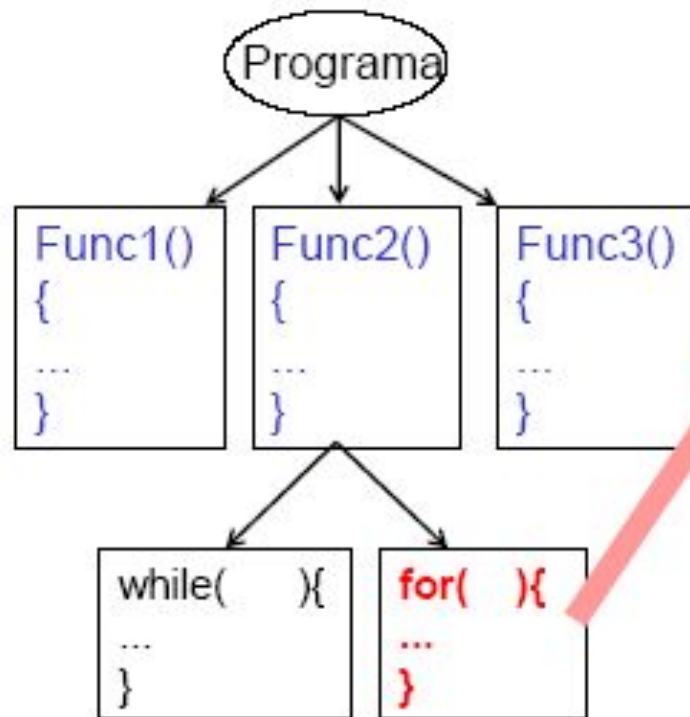 Programa
Func1()
{
...
}
Func2()
{
...
}
Func3()
{
...
}
while(      ){
...
}
for(    ){
...
}